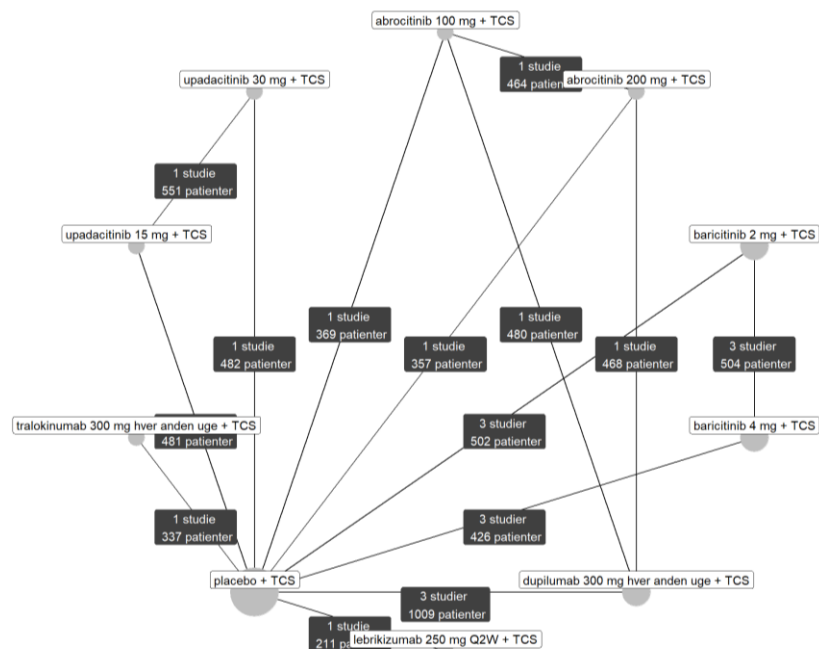 abrocitinib 100 mg + TCS
1 studie
464 patienter
upadacitinib 30 mg + TCS
abrocitinib 200 mg + TCS
1 studie
551 patienter
upadacitinib 15 mg + TCS
baricitinib 2 mg + TCS
1 studie
369 patienter
1 studie
480 patienter
1 studie
482 patienter
1 studie
357 patienter
1 studie
468 patienter
3 studier
504 patienter
tralokinumab 300 mg hver anden uge + TCS
481 patienter
3 studier
502 patienter
baricitinib 4 mg + TCS
1 studie
337 patienter
3 studier
426 patienter
placebo + TCS
dupilumab 300 mg hver anden uge + TCS
3 studier
1009 patienter
1 studie
211
lebrikizumab 250 mg Q2W + TCS